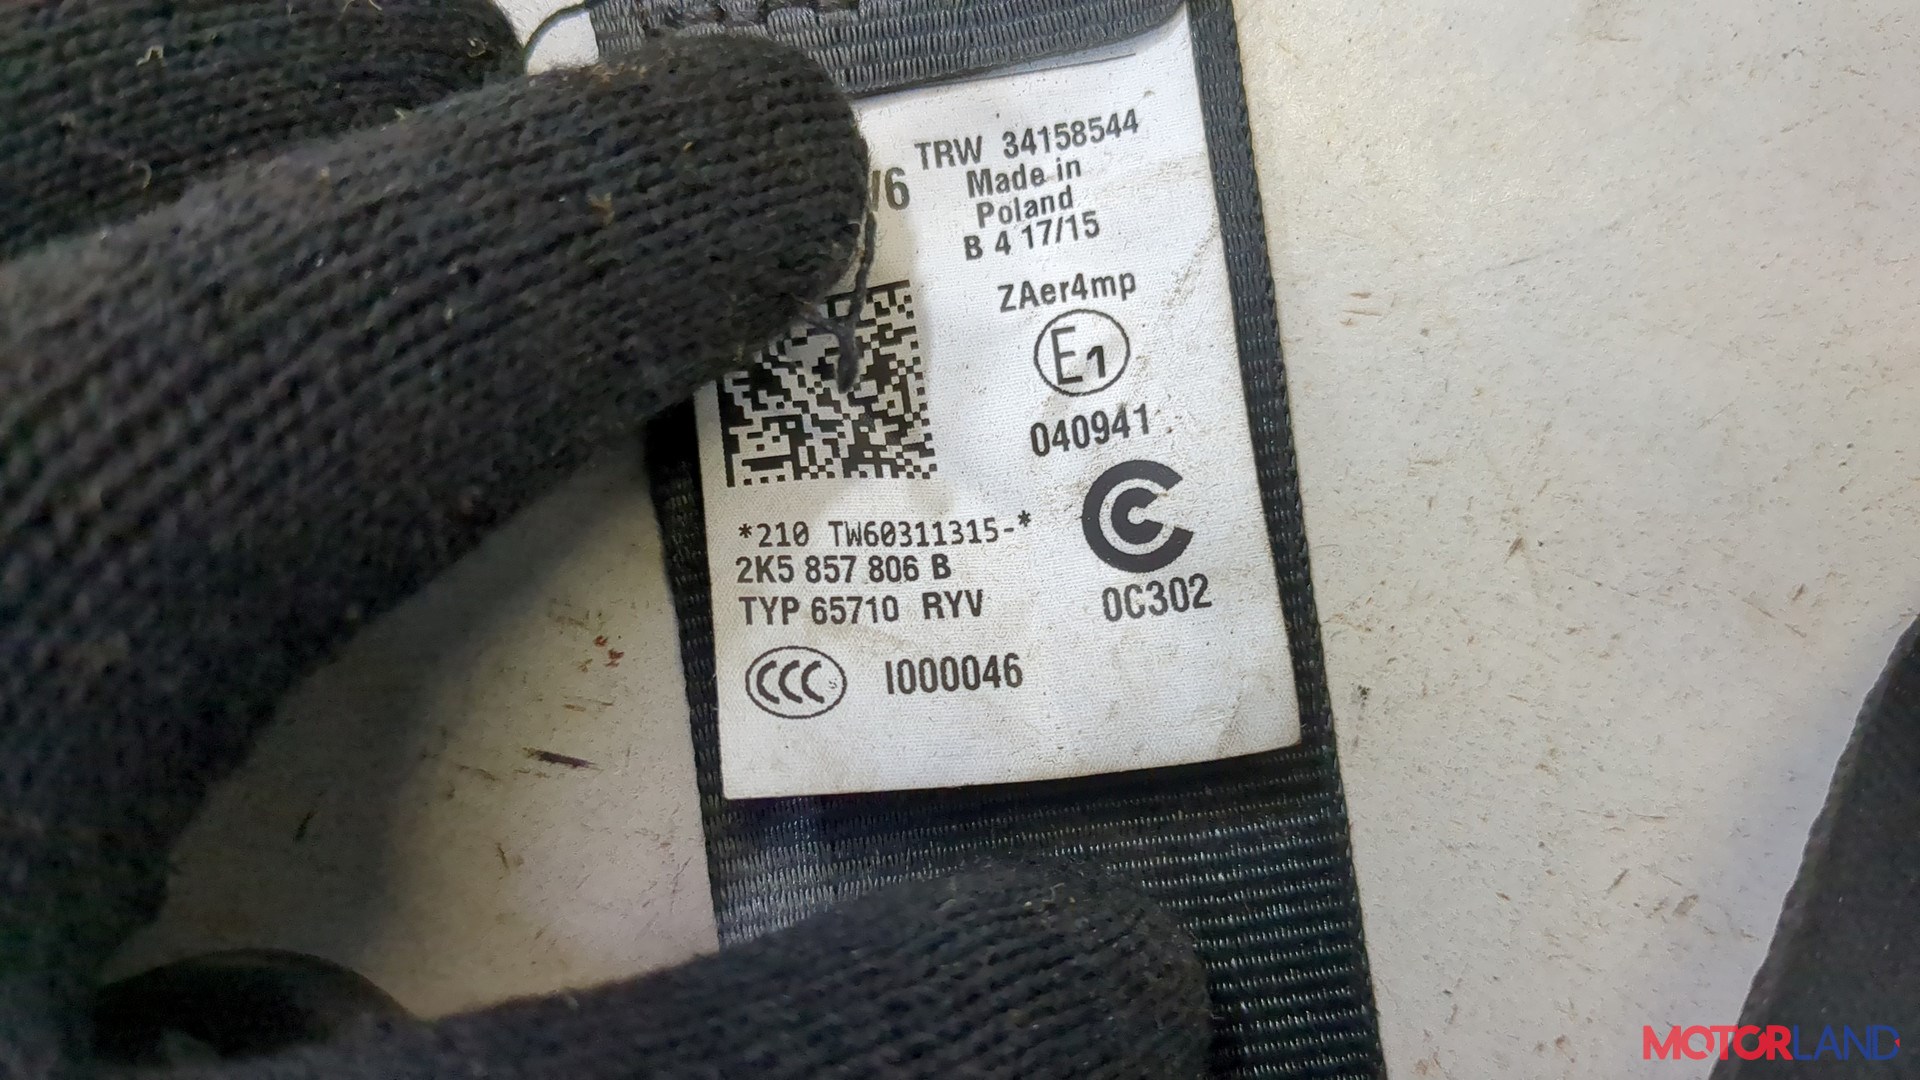 TRW 34158544
Made in
Poland
B 4 17/15
ZAer4mp
E1
040941
*210 TW60311315-*
2K5 857 806 B
TYP 65710 RYV
0C302
CCC I000046
MOTORLAND